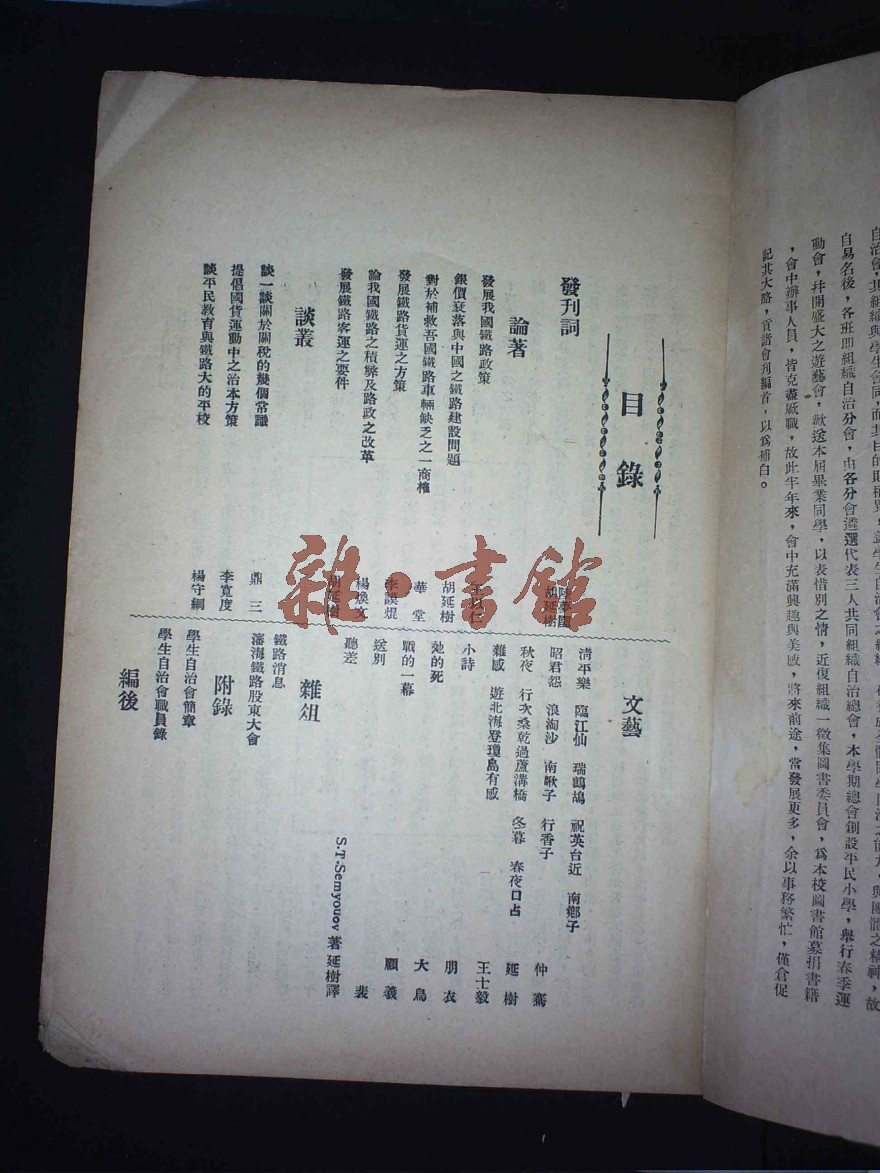 自易名後，各班即組織自治分會，由各分會遴選代表三人共同組織自治總會，本學期總會創設平民小學，舉行春季運
動會，幷開盛大之遊藝會，歡送本屆畢業同學，以表惜別之情，近復組織一徵集圖書委員會，爲本校圖書館募捐書籍
，會中辦事人員，皆克盡厥職，故此半年來，會中充滿興趣與美感，將來前途，當發展更多，余以事務繁忙，僅倉促
記其大略，貢諸會刊編首，以爲補白。
目錄
發刊詞
胡延樹
論著
發展我國鐵路政策
銀價衰落與中國之鐵路建設問題 胡延樹
對於補救吾國鐵路車輛缺乏之一商榷 華堂
發展鐵路貨運之方策 李謨焜
論我國鐵路之積弊及路政之改革 楊煥文
發展鐵路客運之要件 胡延樹
談叢
談一談關於關稅的幾個常識 鼎三
提倡國貨運動中之治本方策 李寬度
談平民教育與鐵路大的平校 楊守綱
文藝
清平樂 臨江仙 瑞鷓鴣 祝英台近 南鄉子
昭君怨 浪淘沙 南歌子 行香子 仲騫
秋夜 行次桑乾過蘆溝橋 冬暮 春夜口占 延樹
雜感 遊北海登瓊島有感 王士毅
小詩 朋友
她的死 大鳥
戰的一幕 顧義
送別 裴
聽差 S.T.Semyonov 著 延樹譯
雜俎
鐵路消息
瀋海鐵路股東大會
附錄
學生自治會簡章
學生自治會職員錄
編後
雜·書館